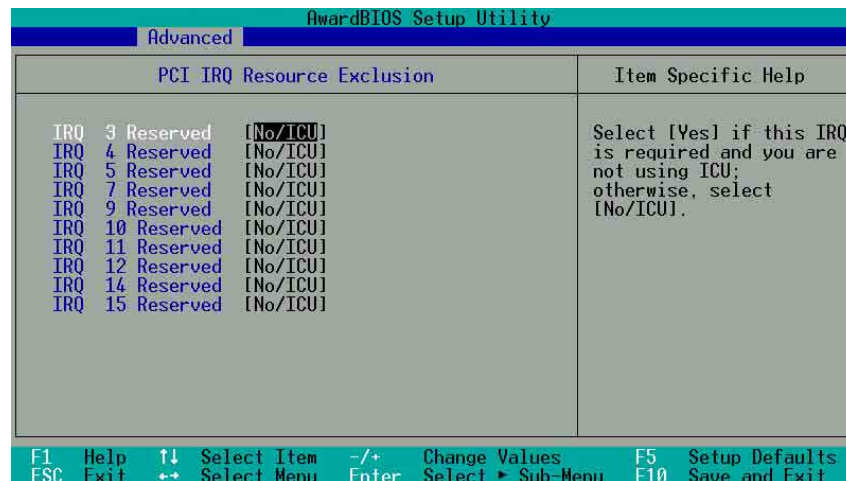 AwardBIOS Setup Utility
Advanced
PCI IRQ Resource Exclusion
Item Specific Help
IRQ 3 Reserved [No/ICU]
IRQ 4 Reserved [No/ICU]
IRQ 5 Reserved [No/ICU]
IRQ 7 Reserved [No/ICU]
IRQ 9 Reserved [No/ICU]
IRQ 10 Reserved [No/ICU]
IRQ 11 Reserved [No/ICU]
IRQ 12 Reserved [No/ICU]
IRQ 14 Reserved [No/ICU]
IRQ 15 Reserved [No/ICU]
Select [Yes] if this IRQ
is required and you are
not using ICU;
otherwise, select
[No/ICU].
F1 Help ↑↓ Select Item -/+ Change Values F5 Setup Defaults
ESC Exit ←→ Select Menu Enter Select ► Sub-Menu F10 Save and Exit